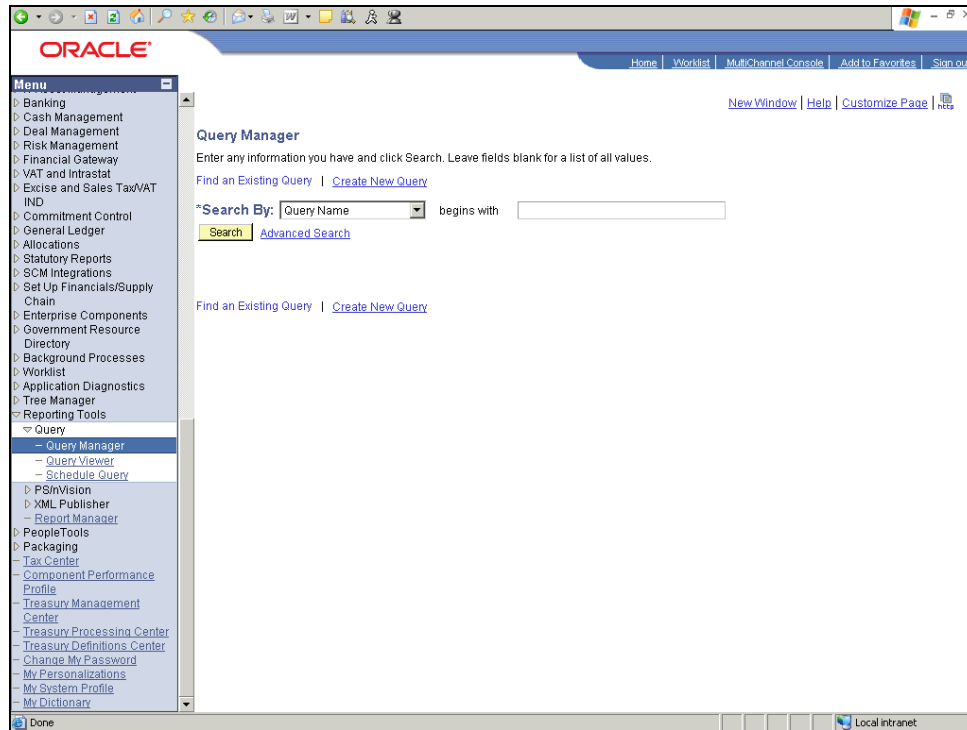 ORACLE®
Home | Worklist | MultiChannel Console | Add to Favorites | Sign ou
Menu
Banking
Cash Management
Deal Management
Risk Management
Financial Gateway
VAT and Intrastat
Excise and Sales Tax/VAT
IND
Commitment Control
General Ledger
Allocations
Statutory Reports
SCM Integrations
Set Up Financials/Supply
Chain
Enterprise Components
Government Resource
Directory
Background Processes
Worklist
Application Diagnostics
Tree Manager
Reporting Tools
Query
Query Manager
Query Viewer
Schedule Query
PS/nVision
XML Publisher
Report Manager
PeopleTools
Packaging
Tax Center
Component Performance
Profile
Treasury Management
Center
Treasury Processing Center
Treasury Definitions Center
Change My Password
My Personalizations
My System Profile
My Dictionary
New Window | Help | Customize Page | http
Query Manager
Enter any information you have and click Search. Leave fields blank for a list of all values.
Find an Existing Query | Create New Query
*Search By: Query Name begins with
Search Advanced Search
Find an Existing Query | Create New Query
Done
Local intranet